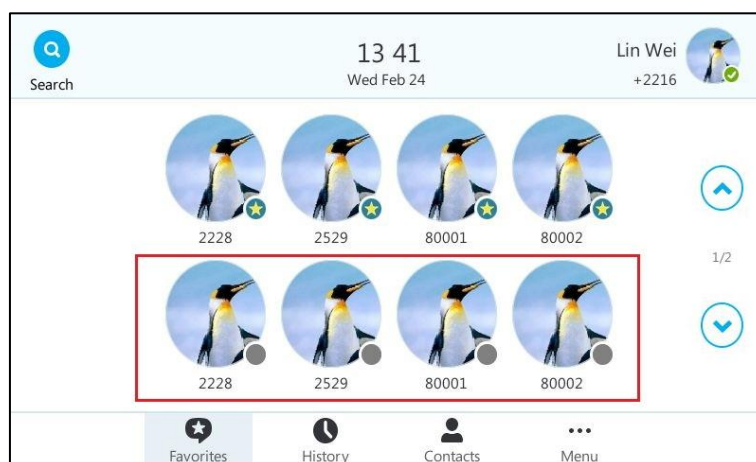 13 41
Lin Wei
Search
Wed Feb 24
+2216
2228 2529 80001 80002
1/2
2228 2529 80001 80002
Favorites History Contacts Menu